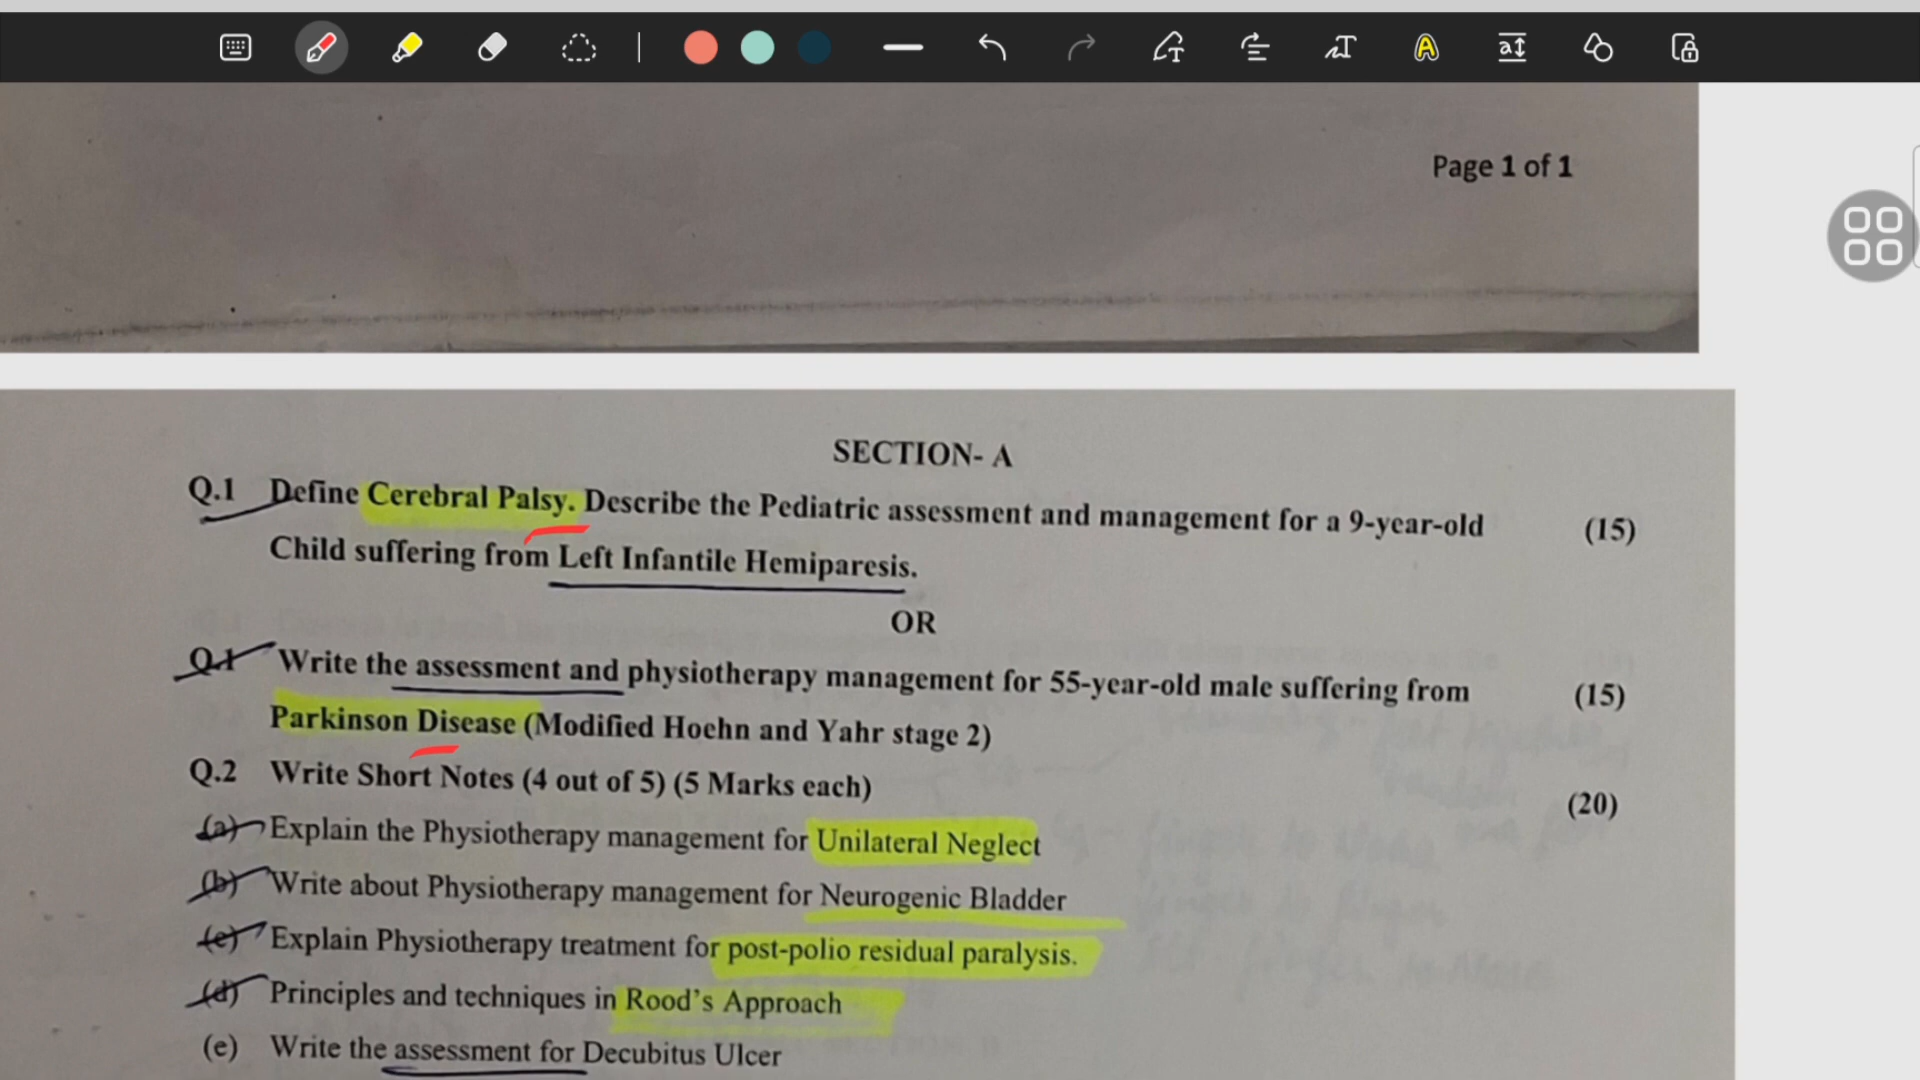 Page 1 of 1
SECTION- A
Q.1 Define Cerebral Palsy. Describe the Pediatric assessment and management for a 9-year-old (15)
Child suffering from Left Infantile Hemiparesis.
OR
Q.1 Write the assessment and physiotherapy management for 55-year-old male suffering from (15)
Parkinson Disease (Modified Hoehn and Yahr stage 2)
Q.2 Write Short Notes (4 out of 5) (5 Marks each) (20)
(a) Explain the Physiotherapy management for Unilateral Neglect
(b) Write about Physiotherapy management for Neurogenic Bladder
(c) Explain Physiotherapy treatment for post-polio residual paralysis.
(d) Principles and techniques in Rood's Approach
(e) Write the assessment for Decubitus Ulcer